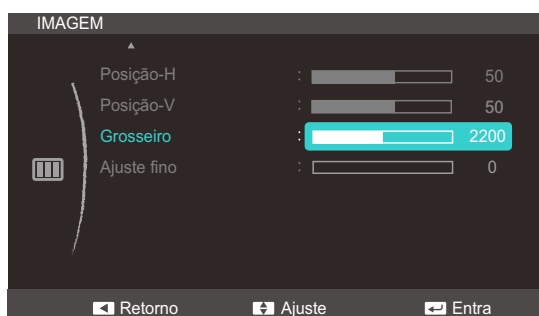 IMAGEM
Posição-H : 50
Posição-V : 50
Grosseiro : 2200
Ajuste fino : 0
Retorno Ajuste Entra